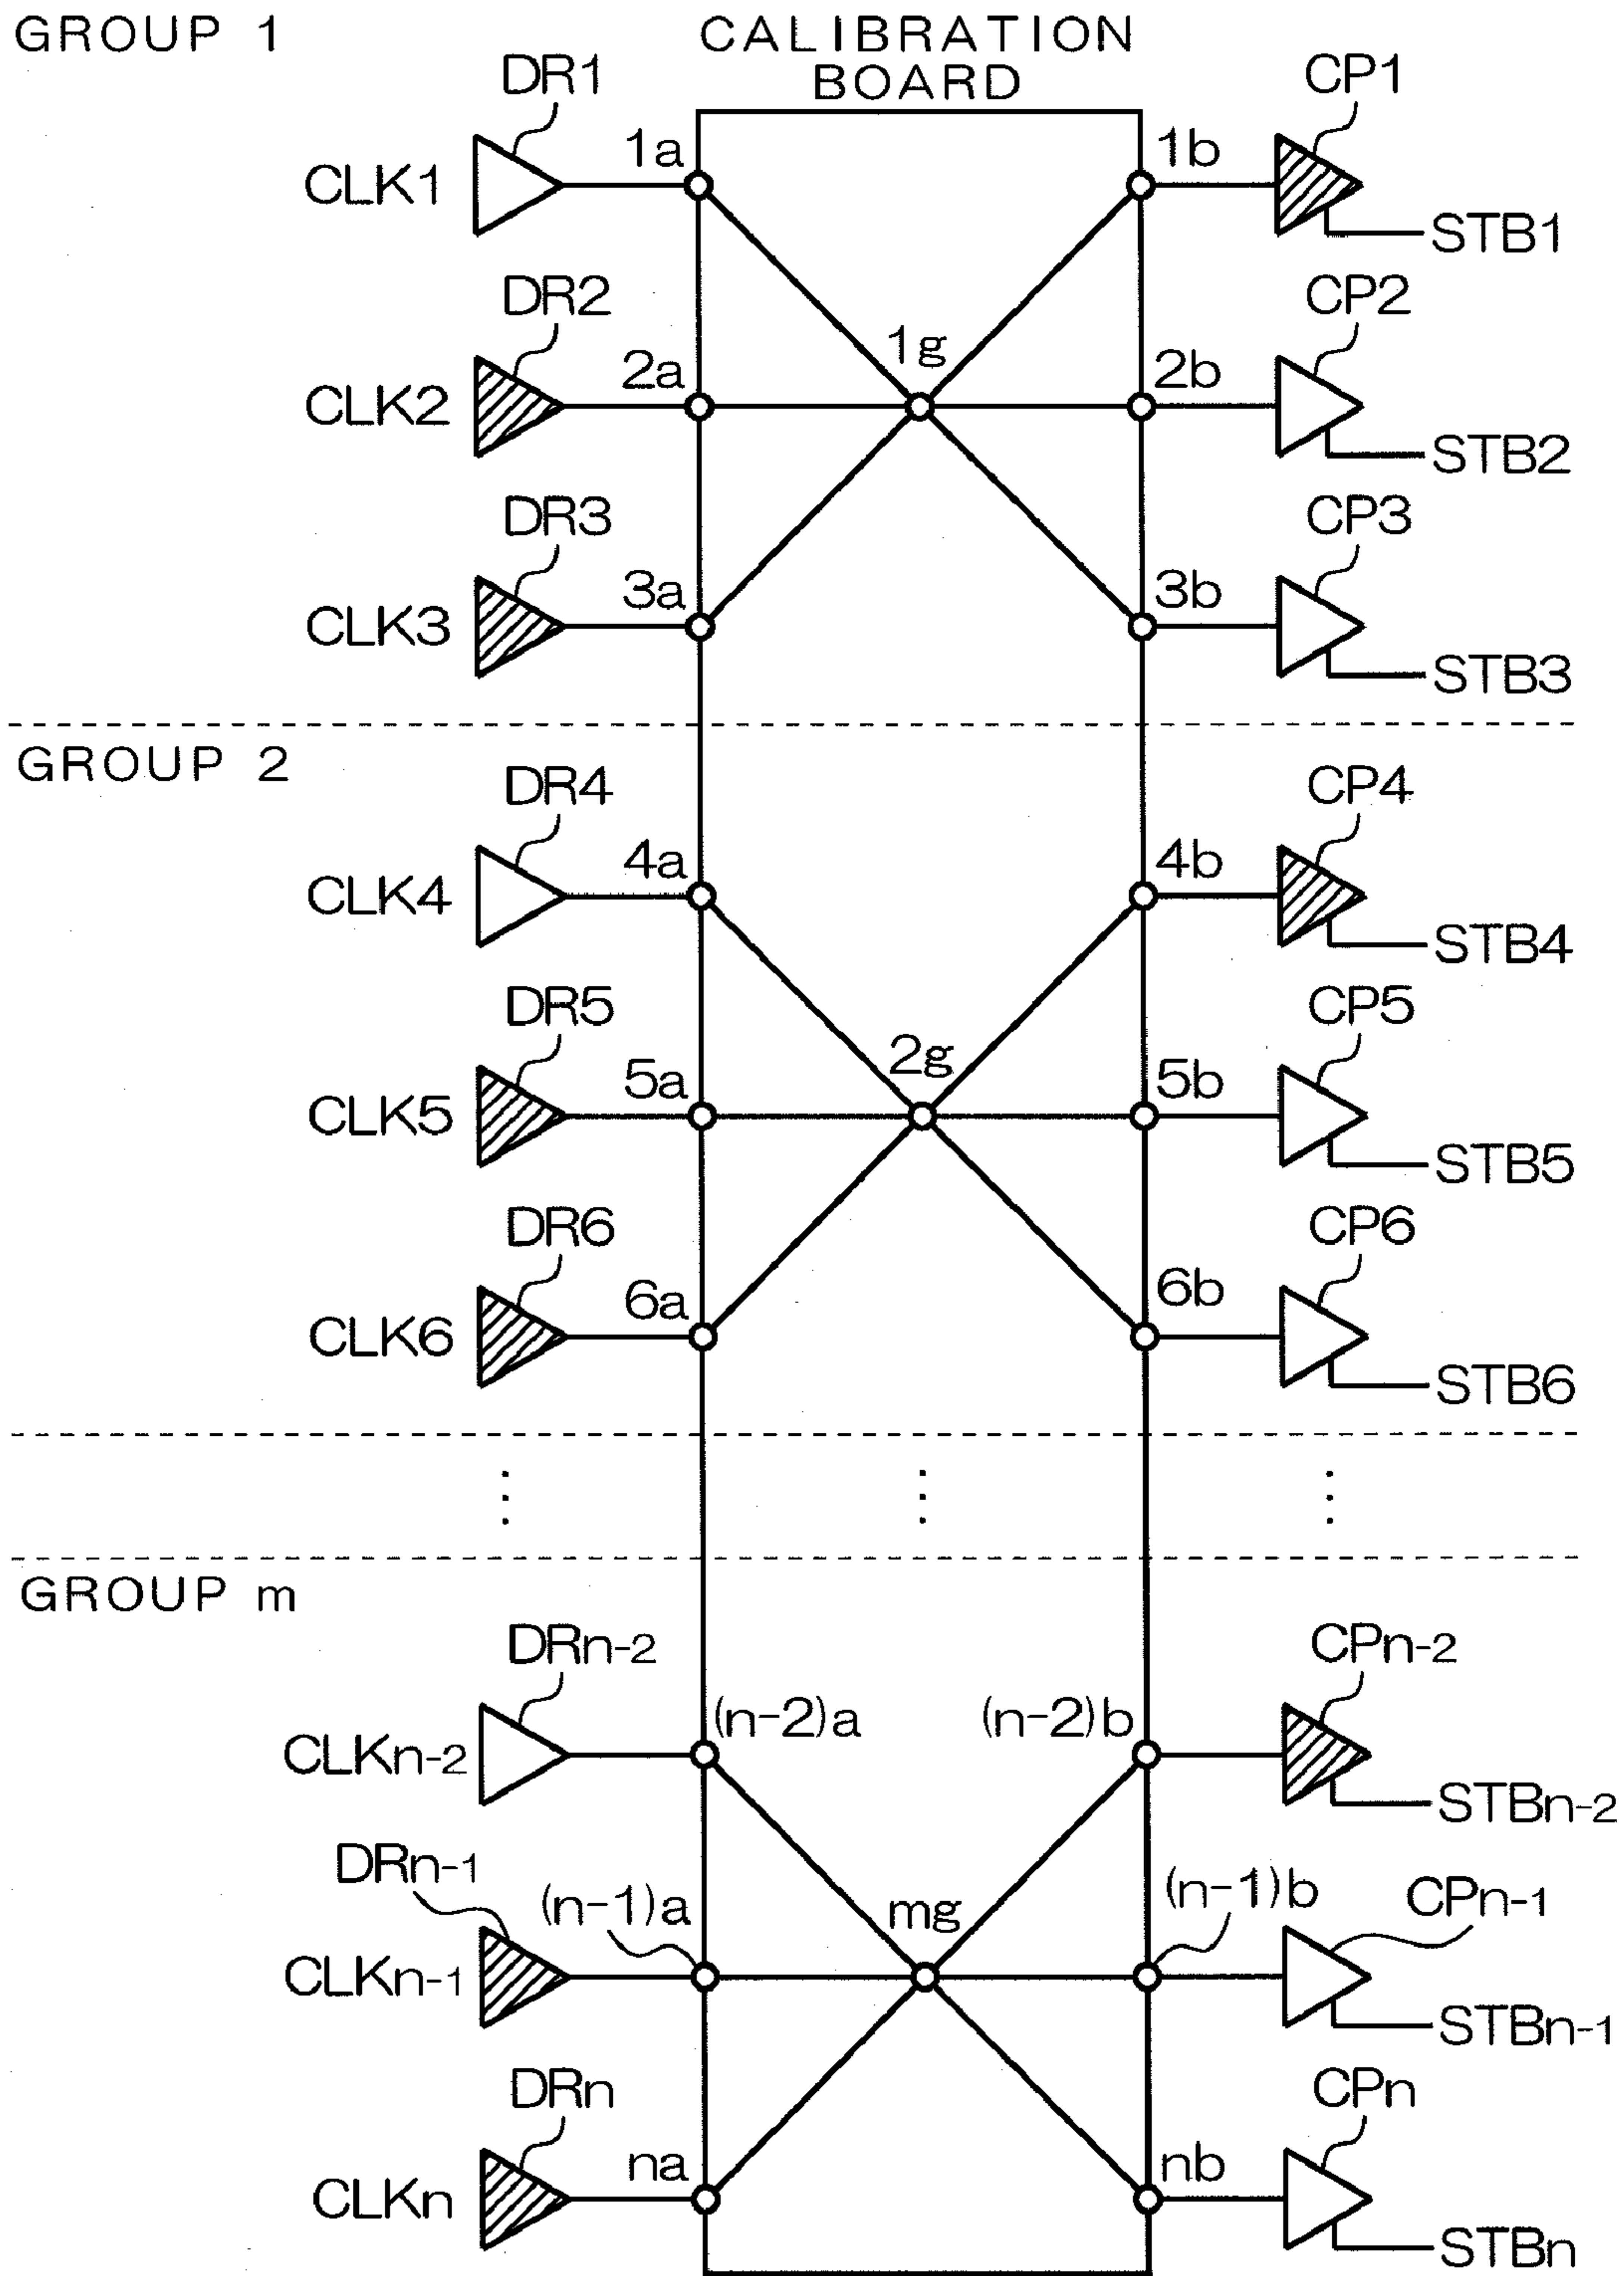 GROUP 1
CALIBRATION
BOARD
DR1
CP1
1a
1b
CLK1
STB1
DR2
CP2
1g
2a
2b
CLK2
STB2
DR3
CP3
3a
3b
CLK3
STB3
GROUP 2
DR4
CP4
4a
4b
CLK4
STB4
DR5
CP5
2g
5a
5b
CLK5
STB5
DR6
CP6
6a
6b
CLK6
STB6
GROUP m
DRn-2
CPn-2
(n-2)a
(n-2)b
CLKn-2
STBn-2
DRn-1
(n-1)a
mg
(n-1)b
CPn-1
CLKn-1
STBn-1
DRn
CPn
na
nb
CLKn
STBn